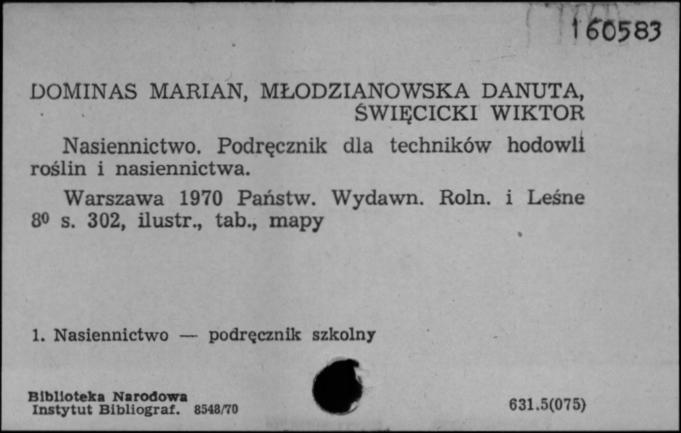 160583
DOMINAS MARIAN, MŁODZIANOWSKA DANUTA,
ŚWIĘCICKI WIKTOR
Nasiennictwo. Podręcznik dla techników hodowli
roślin i nasiennictwa.
Warszawa 1970 Państw. Wydawn. Roln. i Leśne
8⁰ s. 302, ilustr., tab., mapy
1. Nasiennictwo — podręcznik szkolny
Biblioteka Narodowa
Instytut Bibliograf. 8548/70
631.5(075)